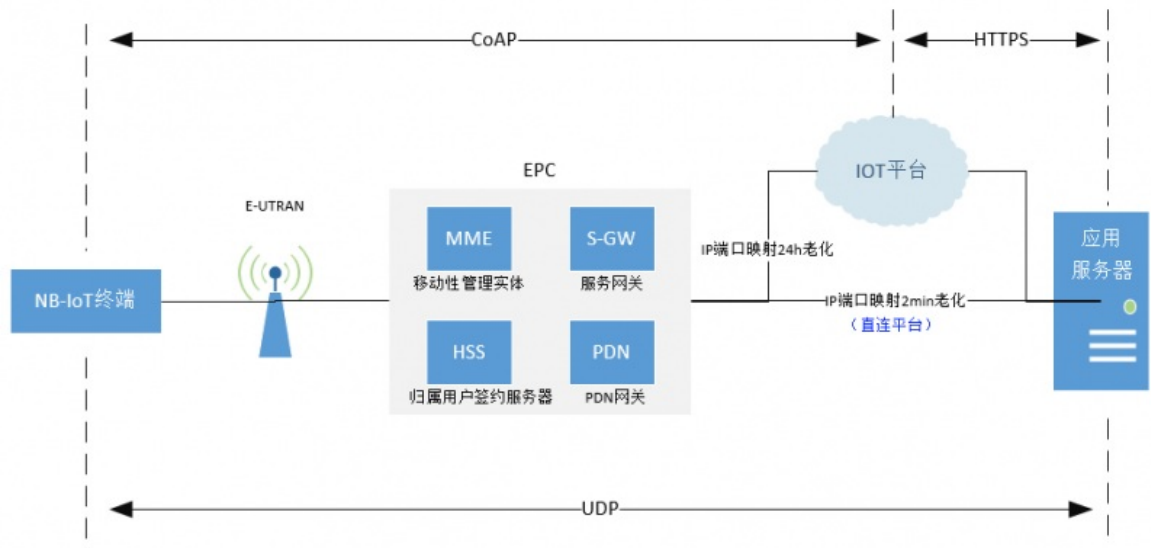 CoAP
HTTPS
IOT平台
EPC
E-UTRAN
MME
移动性管理实体
S-GW
服务网关
IP端口映射24h老化
应用
服务器
NB-IoT终端
IP端口映射2min老化
（直连平台）
HSS
归属用户签约服务器
PDN
PDN网关
UDP